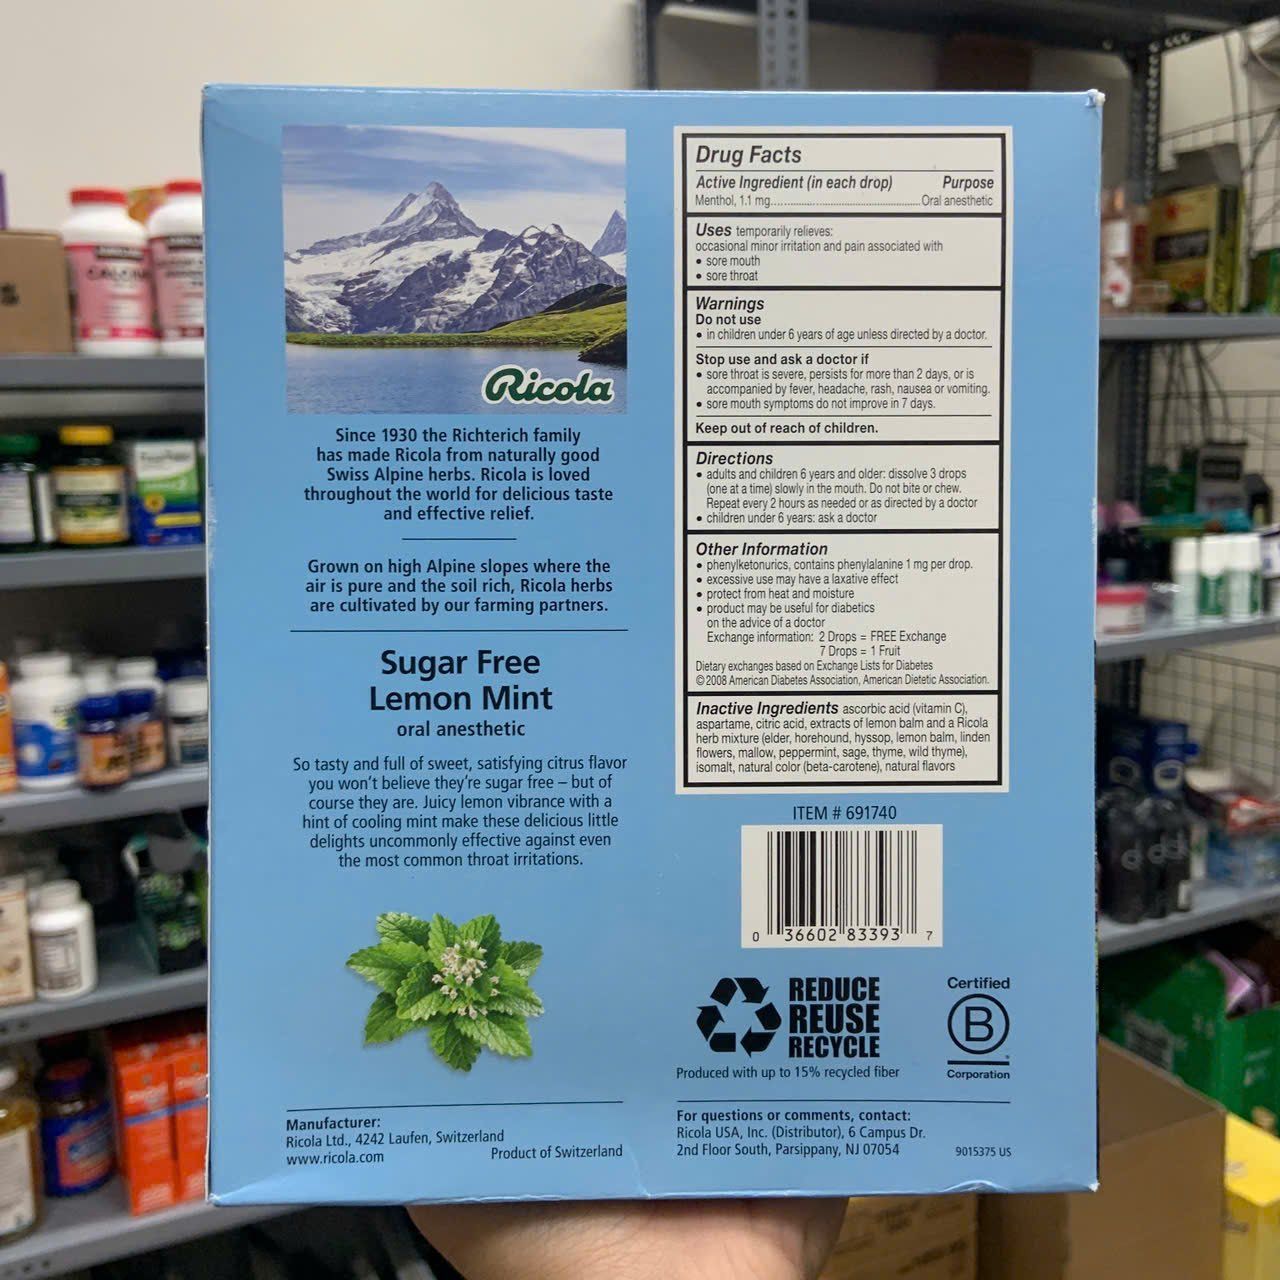 Ricola
Since 1930 the Richterich family
has made Ricola from naturally good
Swiss Alpine herbs. Ricola is loved
throughout the world for delicious taste
and effective relief.
Grown on high Alpine slopes where the
air is pure and the soil rich, Ricola herbs
are cultivated by our farming partners.
Sugar Free
Lemon Mint
oral anesthetic
So tasty and full of sweet, satisfying citrus flavor
you won't believe they're sugar free – but of
course they are. Juicy lemon vibrance with a
hint of cooling mint make these delicious little
delights uncommonly effective against even
the most common throat irritations.
Manufacturer:
Ricola Ltd., 4242 Laufen, Switzerland
www.ricola.com
Product of Switzerland
Drug Facts
Active Ingredient (in each drop) Purpose
Menthol, 1.1 mg.......................................Oral anesthetic
Uses temporarily relieves:
occasional minor irritation and pain associated with
• sore mouth
• sore throat
Warnings
Do not use
• in children under 6 years of age unless directed by a doctor.
Stop use and ask a doctor if
• sore throat is severe, persists for more than 2 days, or is
accompanied by fever, headache, rash, nausea or vomiting.
• sore mouth symptoms do not improve in 7 days.
Keep out of reach of children.
Directions
• adults and children 6 years and older: dissolve 3 drops
(one at a time) slowly in the mouth. Do not bite or chew.
Repeat every 2 hours as needed or as directed by a doctor
• children under 6 years: ask a doctor
Other Information
• phenylketonurics, contains phenylalanine 1 mg per drop.
• excessive use may have a laxative effect
• protect from heat and moisture
• product may be useful for diabetics
on the advice of a doctor
Exchange information: 2 Drops = FREE Exchange
7 Drops = 1 Fruit
Dietary exchanges based on Exchange Lists for Diabetes
©2008 American Diabetes Association, American Dietetic Association.
Inactive Ingredients ascorbic acid (vitamin C),
aspartame, citric acid, extracts of lemon balm and a Ricola
herb mixture (elder, horehound, hyssop, lemon balm, linden
flowers, mallow, peppermint, sage, thyme, wild thyme),
isomalt, natural color (beta-carotene), natural flavors
ITEM # 691740
0 36602 83393 7
REDUCE
REUSE
RECYCLE
Produced with up to 15% recycled fiber
Certified
B
Corporation
For questions or comments, contact:
Ricola USA, Inc. (Distributor), 6 Campus Dr.
2nd Floor South, Parsippany, NJ 07054
9015375 US